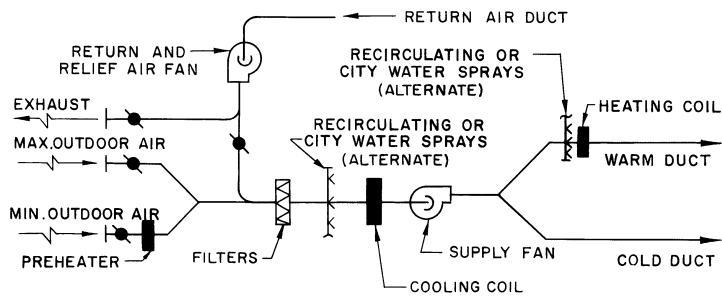 RETURN AIR DUCT
RETURN AND
RELIEF AIR FAN
RECIRCULATING OR
CITY WATER SPRAYS
(ALTERNATE)
HEATING COIL
EXHAUST
RECIRCULATING OR
CITY WATER SPRAYS
(ALTERNATE)
MAX.OUTDOOR AIR
WARM DUCT
MIN.OUTDOOR AIR
PREHEATER
FILTERS
SUPPLY FAN
COLD DUCT
COOLING COIL